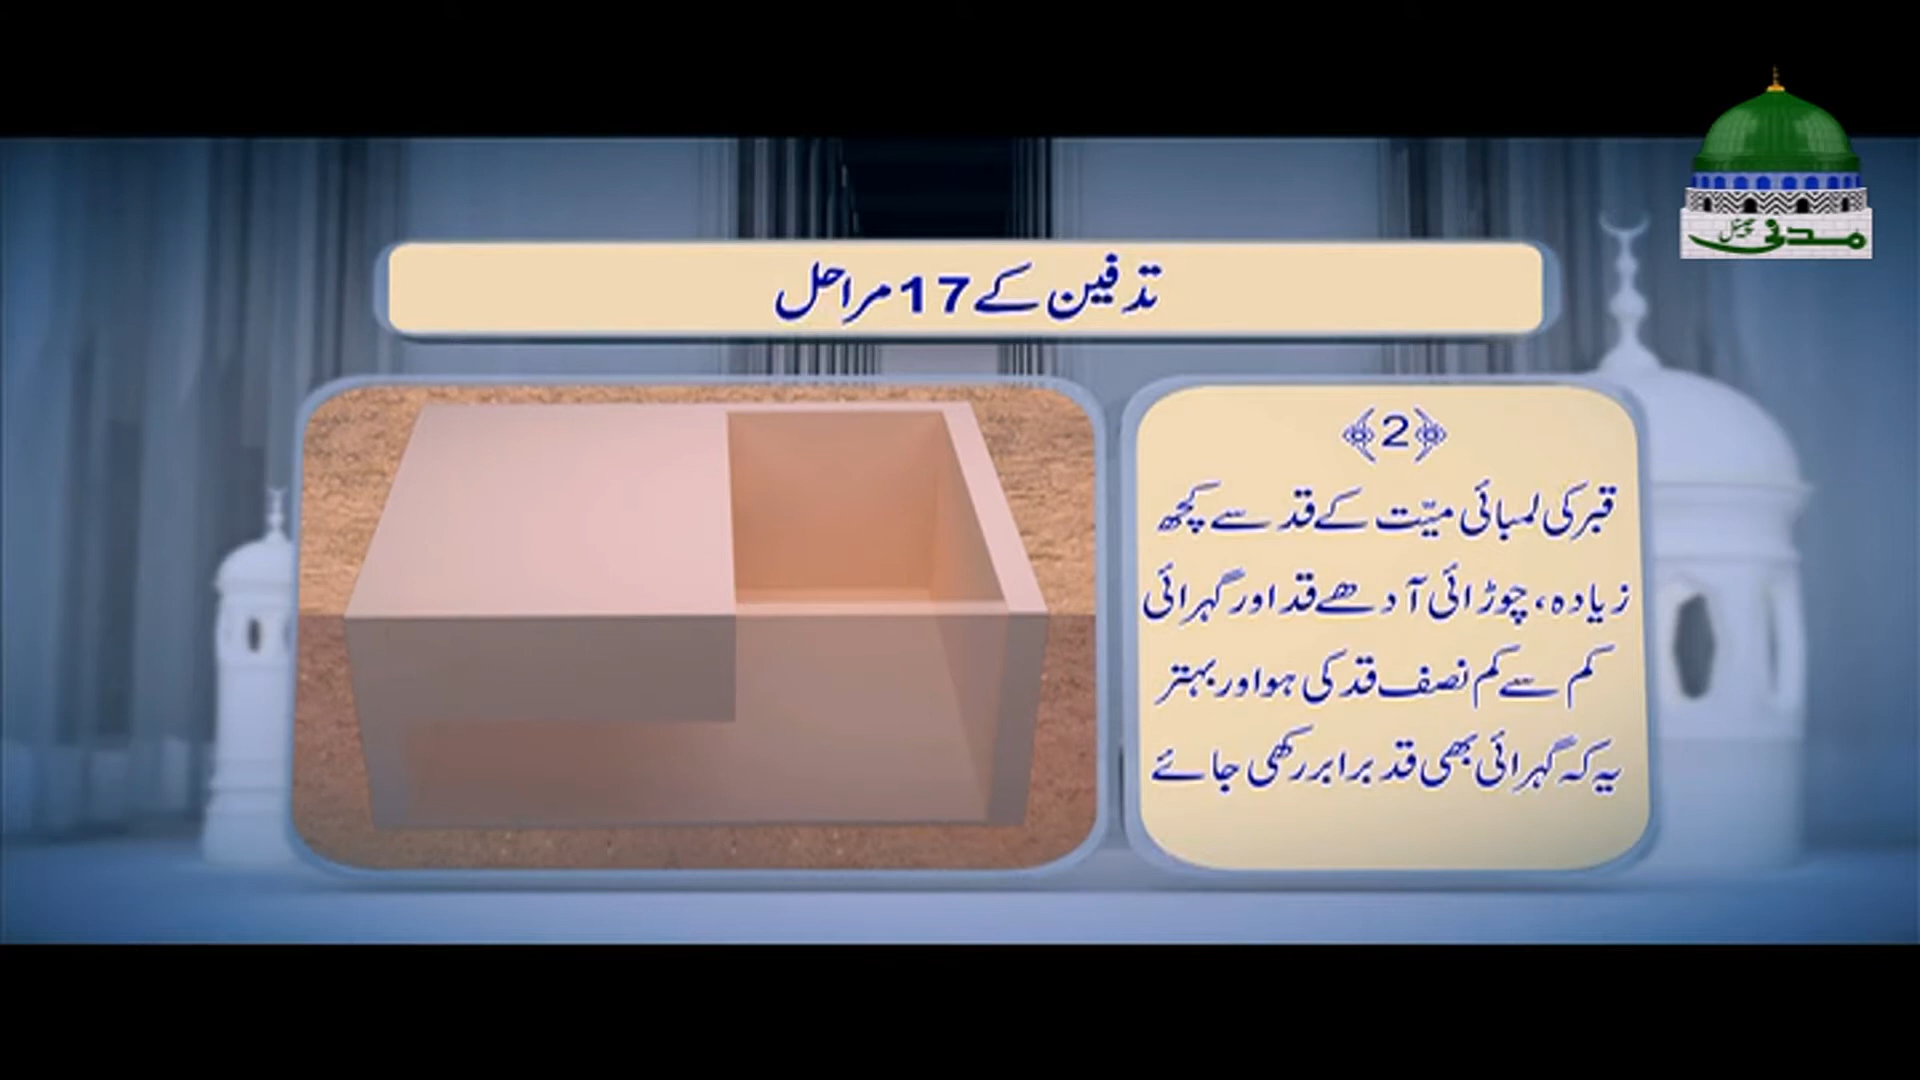 مدنی چینل
تدفین کے 17 مراحل
﴿2﴾
قبر کی لمبائی میّت کے قد سے کچھ
زیادہ، چوڑائی آدھے قد اور گہرائی
کم سے کم نصف قد کی ہو اور بہتر
یہ کہ گہرائی بھی قد برابر رکھی جائے